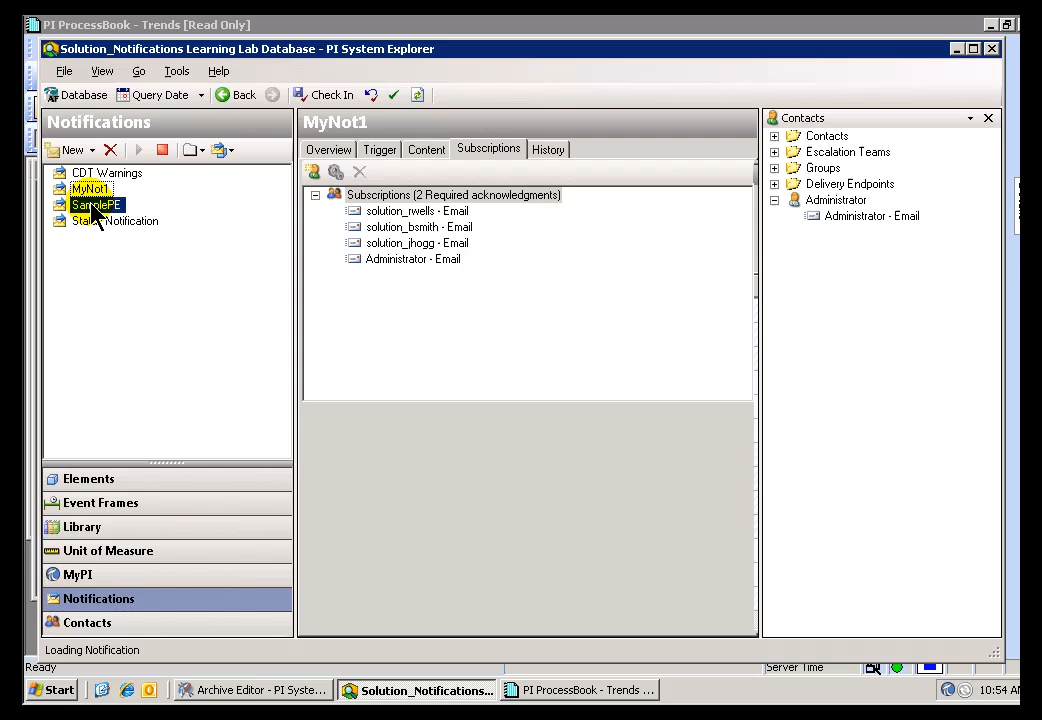 PI ProcessBook - Trends [Read Only]
Solution_Notifications Learning Lab Database - PI System Explorer
File View Go Tools Help
Database Query Date Back Check In
Notifications
New
CDT Warnings
MyNot1
SamplePE
Notification
Elements
Event Frames
Library
Unit of Measure
MyPI
Notifications
Contacts
MyNot1
Overview Trigger Content Subscriptions History
Subscriptions (2 Required acknowledgments)
solution_rwells - Email
solution_bsmith - Email
solution_jhogg - Email
Administrator - Email
Contacts
Contacts
Escalation Teams
Groups
Delivery Endpoints
Administrator
Administrator - Email
Loading Notification
Ready Server Time
Start Archive Editor - PI Syste... Solution_Notifications... PI ProcessBook - Trends ... 10:54 A